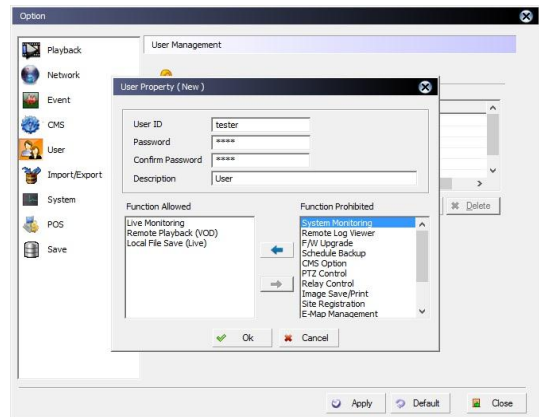 Option
Playback
Network
Event
CMS
User
Import/Export
System
POS
Save
User Management
User Property ( New )
User ID
tester
Password
****
Confirm Password
****
Description
User
Function Allowed
Live Monitoring
Remote Playback (VOD)
Local File Save (Live)
Function Prohibited
System Monitoring
Remote Log Viewer
F/W Upgrade
Schedule Backup
CMS Option
PTZ Control
Relay Control
Image Save/Print
Site Registration
E-Map Management
Ok
Cancel
Delete
Apply
Default
Close